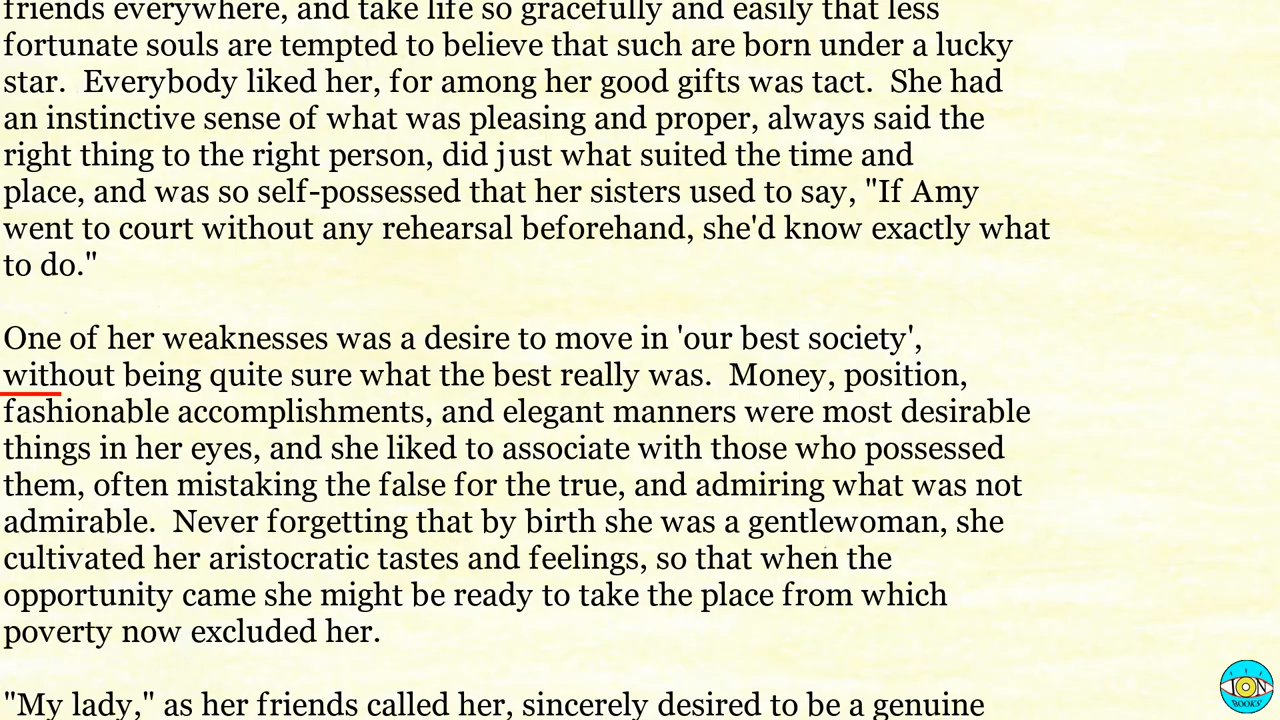 friends everywhere, and take life so gracefully and easily that less
fortunate souls are tempted to believe that such are born under a lucky
star.  Everybody liked her, for among her good gifts was tact.  She had
an instinctive sense of what was pleasing and proper, always said the
right thing to the right person, did just what suited the time and
place, and was so self-possessed that her sisters used to say, "If Amy
went to court without any rehearsal beforehand, she'd know exactly what
to do."
One of her weaknesses was a desire to move in 'our best society',
without being quite sure what the best really was.  Money, position,
fashionable accomplishments, and elegant manners were most desirable
things in her eyes, and she liked to associate with those who possessed
them, often mistaking the false for the true, and admiring what was not
admirable.  Never forgetting that by birth she was a gentlewoman, she
cultivated her aristocratic tastes and feelings, so that when the
opportunity came she might be ready to take the place from which
poverty now excluded her.
"My lady," as her friends called her, sincerely desired to be a genuine
ION
BOOKS